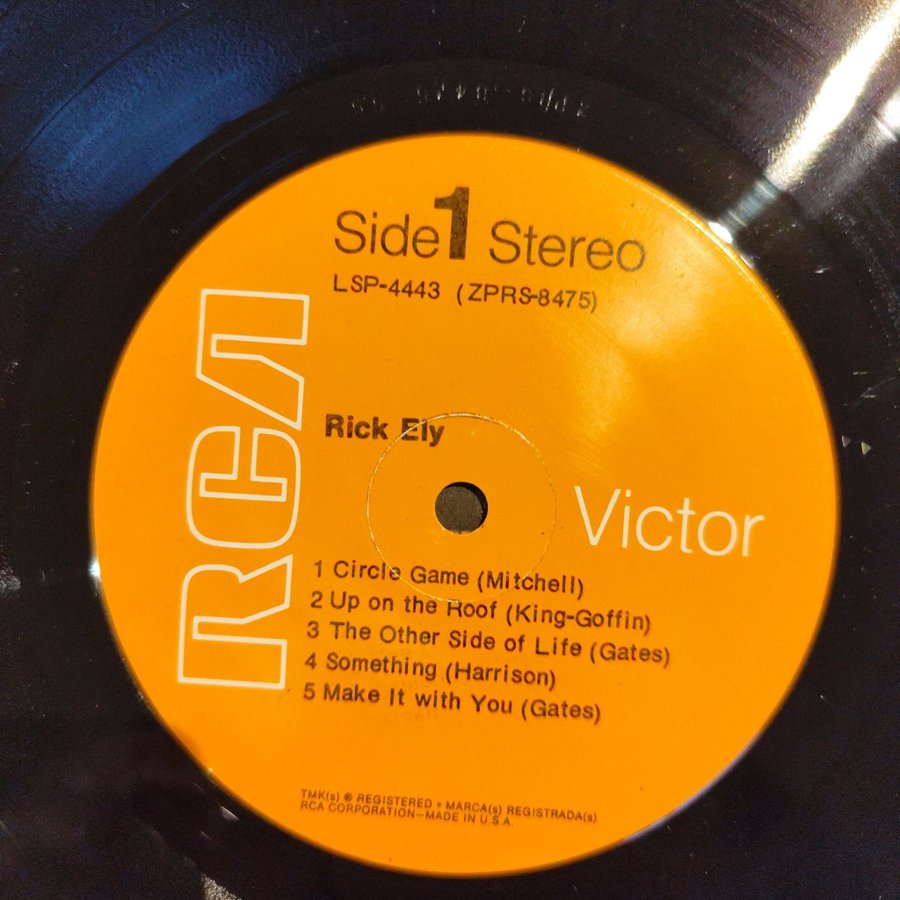 Side 1 Stereo
LSP-4443 (ZPRS-8475)
RCA
Rick Ely
Victor
1 Circle Game (Mitchell)
2 Up on the Roof (King-Goffin)
3 The Other Side of Life (Gates)
4 Something (Harrison)
5 Make It with You (Gates)
TMK(s) ® REGISTERED • MARCA(s) REGISTRADA(s)
RCA CORPORATION—MADE IN U.S.A.